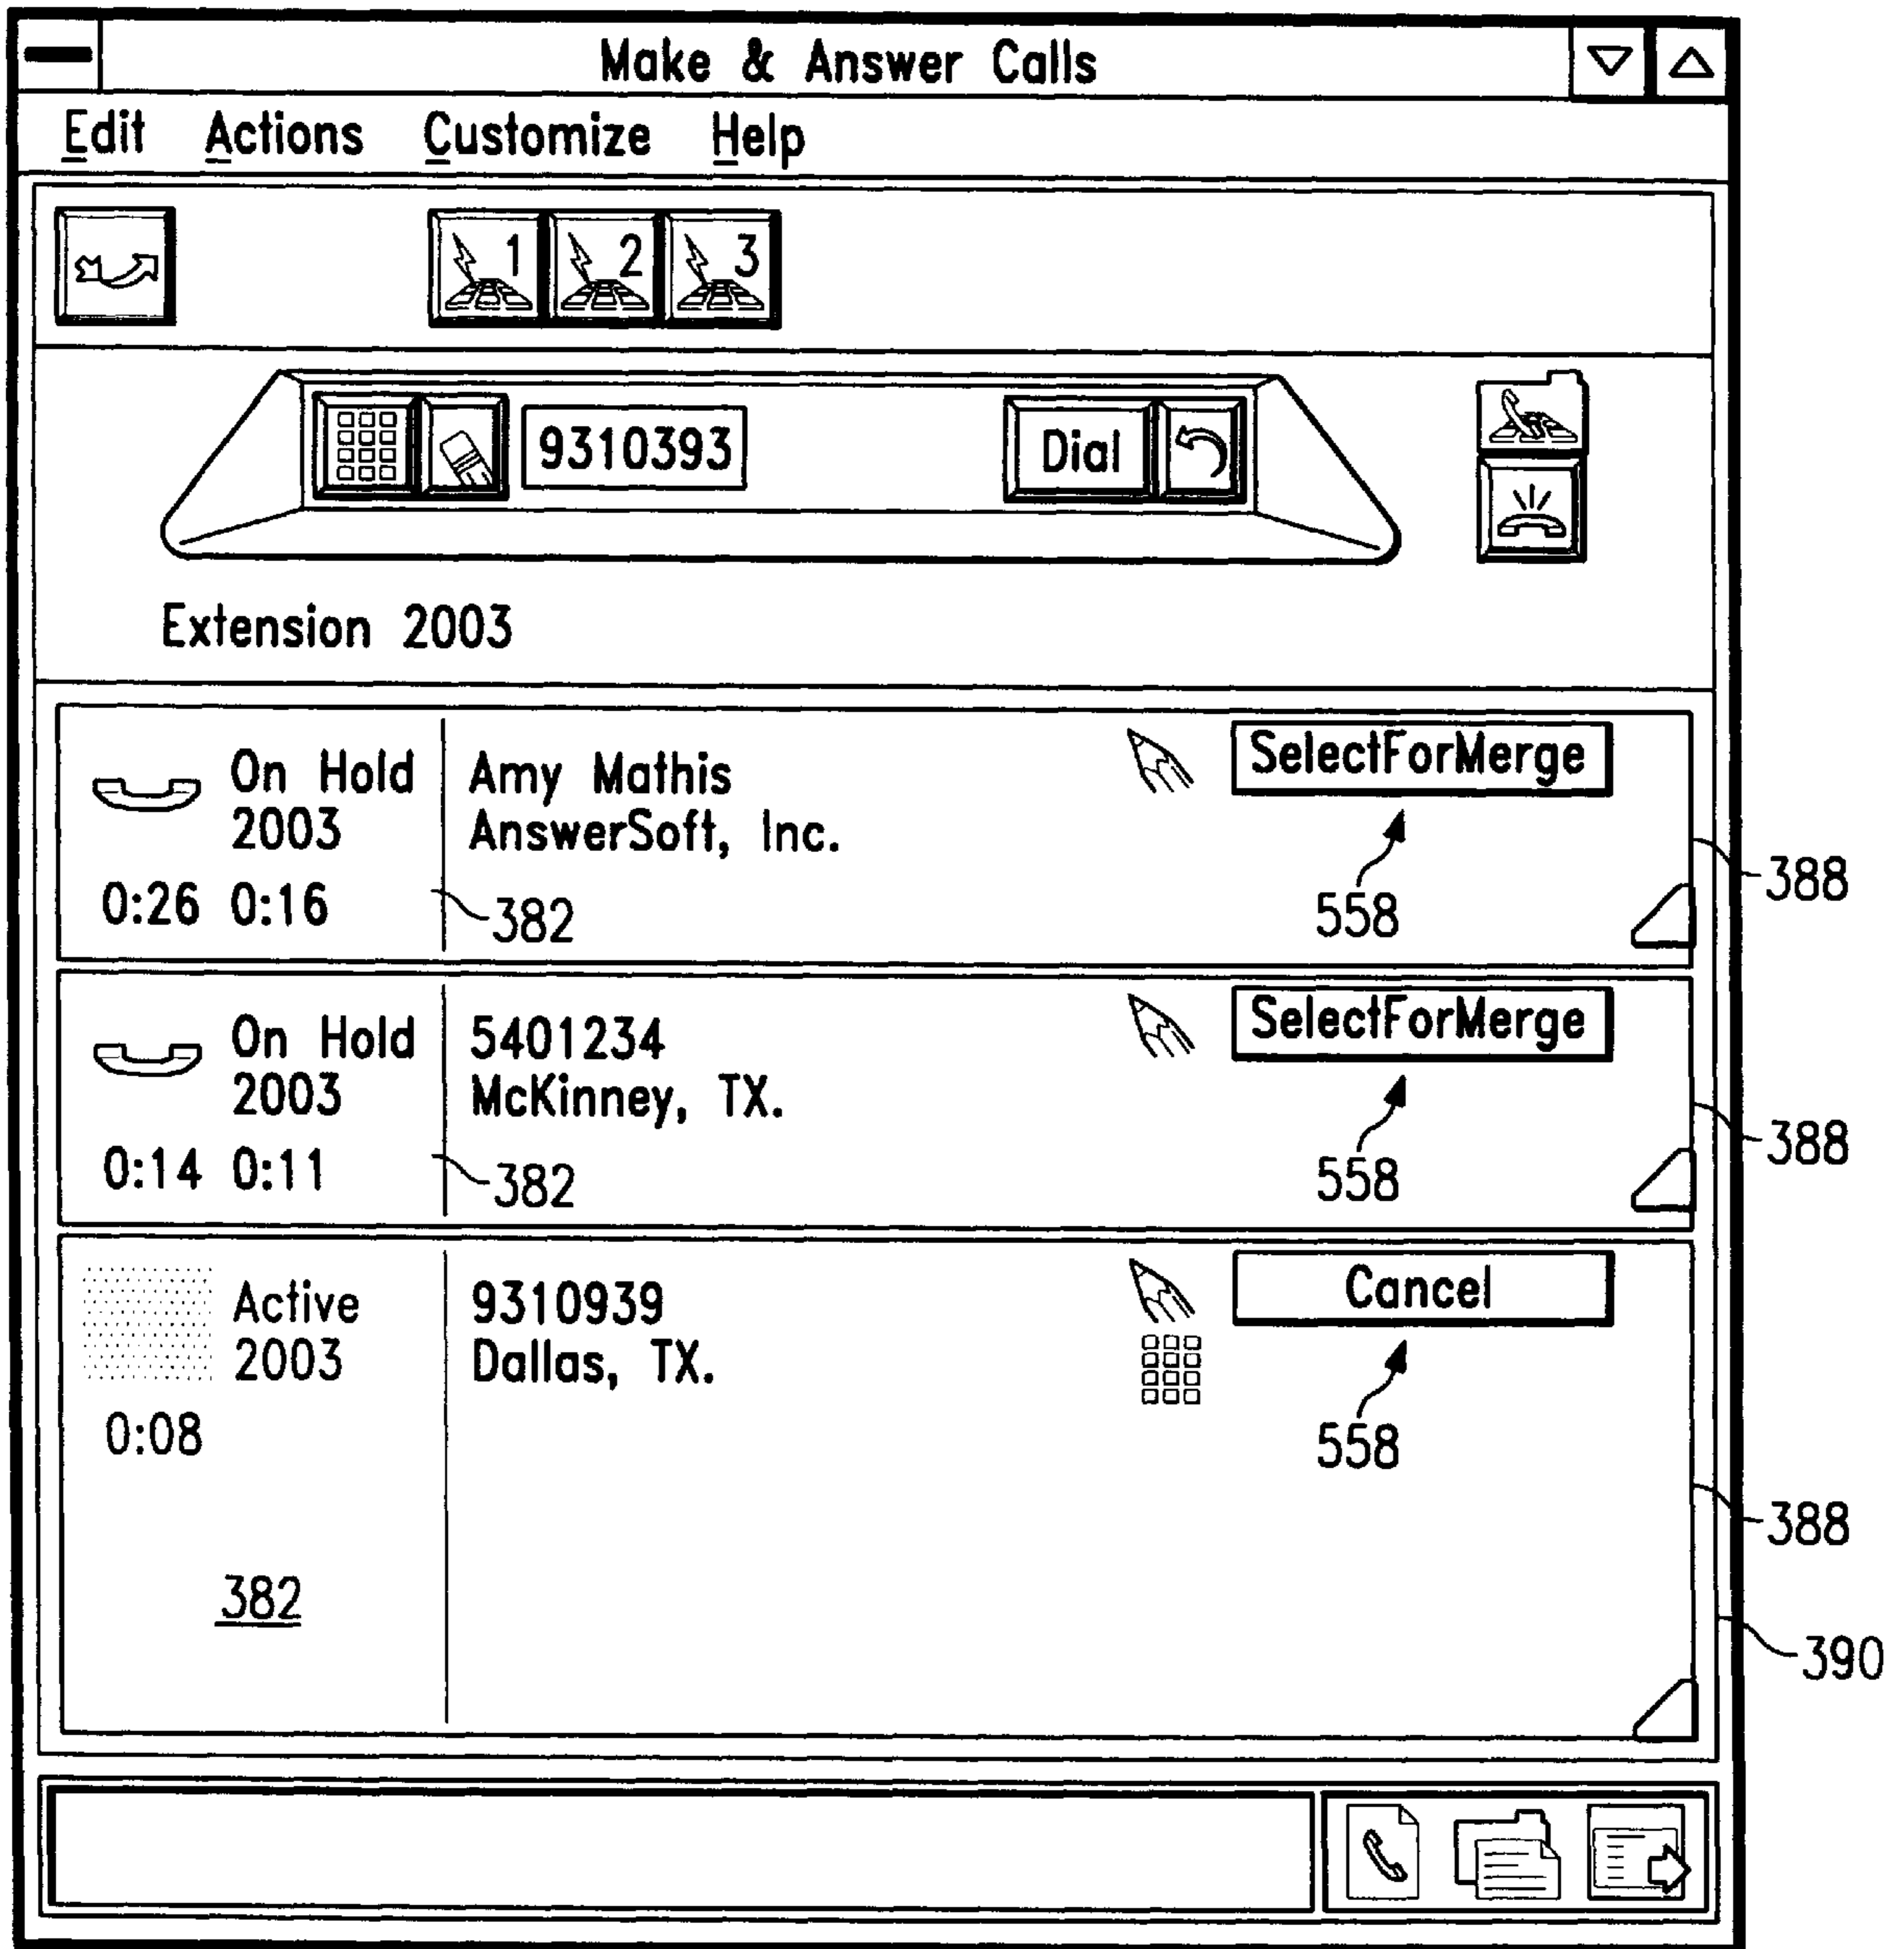 Make & Answer Calls
Edit Actions Customize Help
1 2 3
9310393 Dial
Extension 2003
On Hold Amy Mathis SelectForMerge
2003 AnswerSoft, Inc.
388
0:26 0:16 382 558
On Hold 5401234 SelectForMerge
2003 McKinney, TX.
388
0:14 0:11 382 558
Active 9310939 Cancel
2003 Dallas, TX.
0:08 558
388
382
390